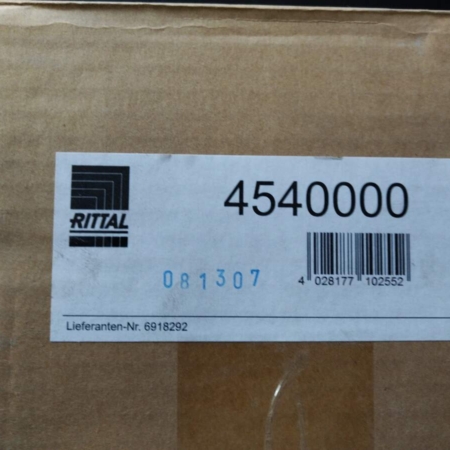 RITTAL
4540000
081307
4 028177 102552
Lieferanten-Nr. 6918292